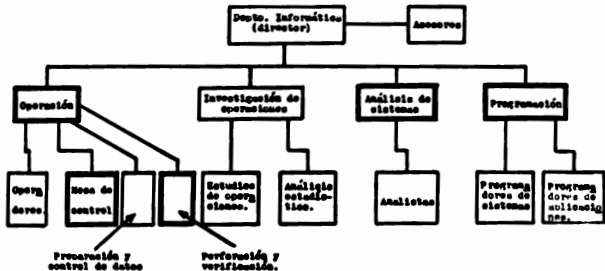 Depto. Informática
(director)
Asesores
Operación
Investigación de
operaciones
Análisis de
sistemas
Programación
Opera
dores.
Mesa de
control
Estudios
de opera
ciones.
Análisis
estadís-
tico.
Analistas
Programa
dores de
sistemas
Programa
dores de
aplicacio
nes.
Preparación y
control de datos
Perforación y
verificación.